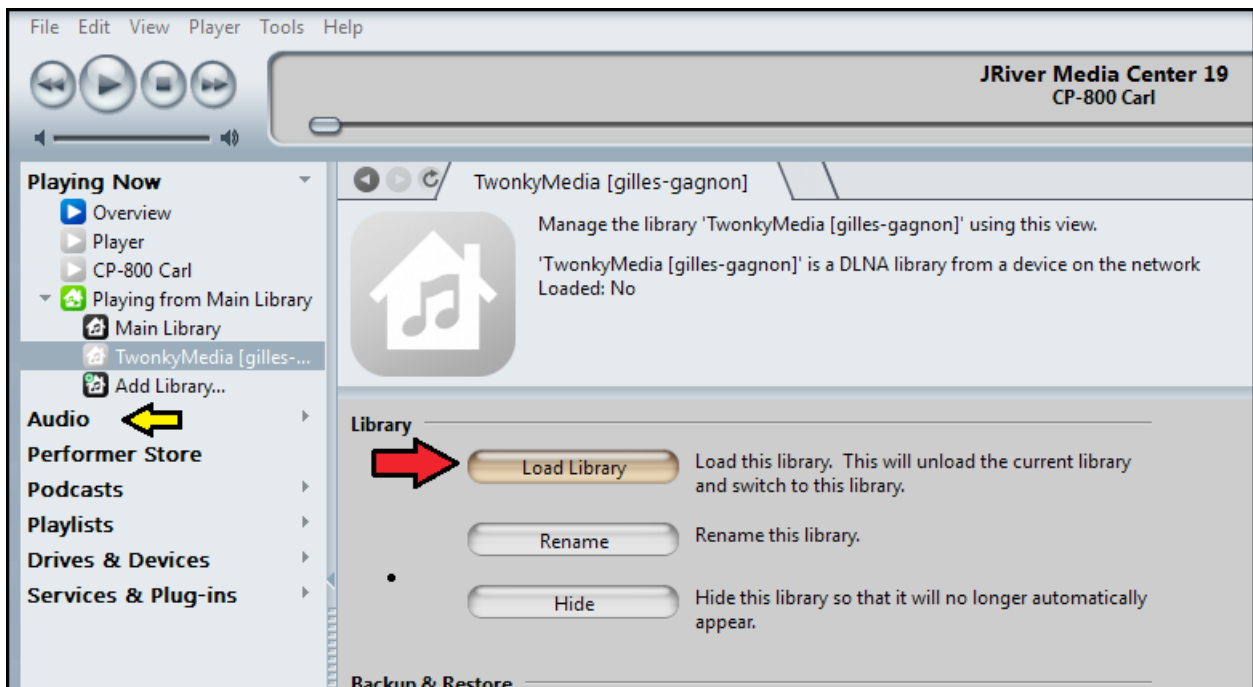 File Edit View Player Tools Help
JRiver Media Center 19
CP-800 Carl
Playing Now
Overview
Player
CP-800 Carl
Playing from Main Library
Main Library
TwonkyMedia [gilles-...
Add Library...
Audio
Performer Store
Podcasts
Playlists
Drives & Devices
Services & Plug-ins
TwonkyMedia [gilles-gagnon]
Manage the library 'TwonkyMedia [gilles-gagnon]' using this view.
'TwonkyMedia [gilles-gagnon]' is a DLNA library from a device on the network
Loaded: No
Library
Load Library
Load this library. This will unload the current library
and switch to this library.
Rename
Rename this library.
Hide
Hide this library so that it will no longer automatically
appear.
Backup & Restore